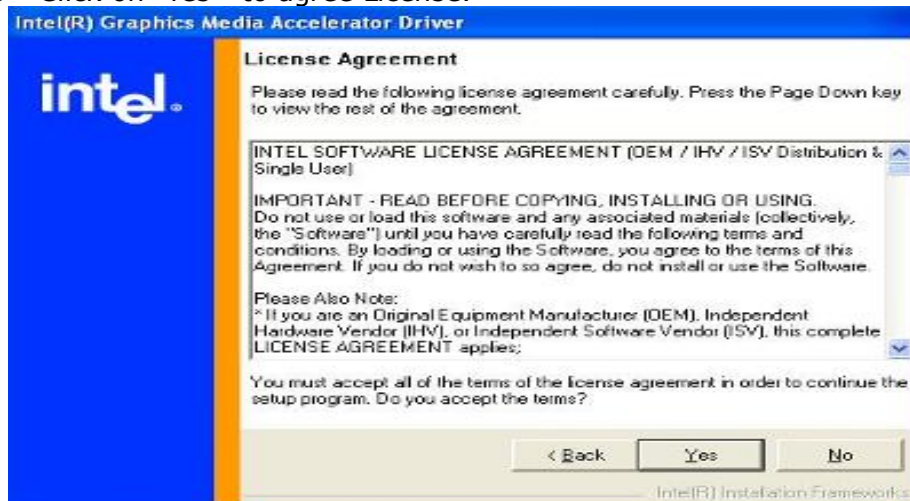 Click on "Yes" to agree License.
Intel(R) Graphics Media Accelerator Driver
intel.
License Agreement
Please read the following license agreement carefully. Press the Page Down key
to view the rest of the agreement.
INTEL SOFTWARE LICENSE AGREEMENT (OEM / IHV / ISV Distribution &
Single User)
IMPORTANT - READ BEFORE COPYING, INSTALLING OR USING.
Do not use or load this software and any associated materials (collectively,
the "Software") until you have carefully read the following terms and
conditions. By loading or using the Software, you agree to the terms of this
Agreement. If you do not wish to so agree, do not install or use the Software.
Please Also Note:
* If you are an Original Equipment Manufacturer (OEM), Independent
Hardware Vendor (IHV), or Independent Software Vendor (ISV), this complete
LICENSE AGREEMENT applies;
You must accept all of the terms of the license agreement in order to continue the
setup program. Do you accept the terms?
< Back Yes No
Intel(R) Installation Frameworks